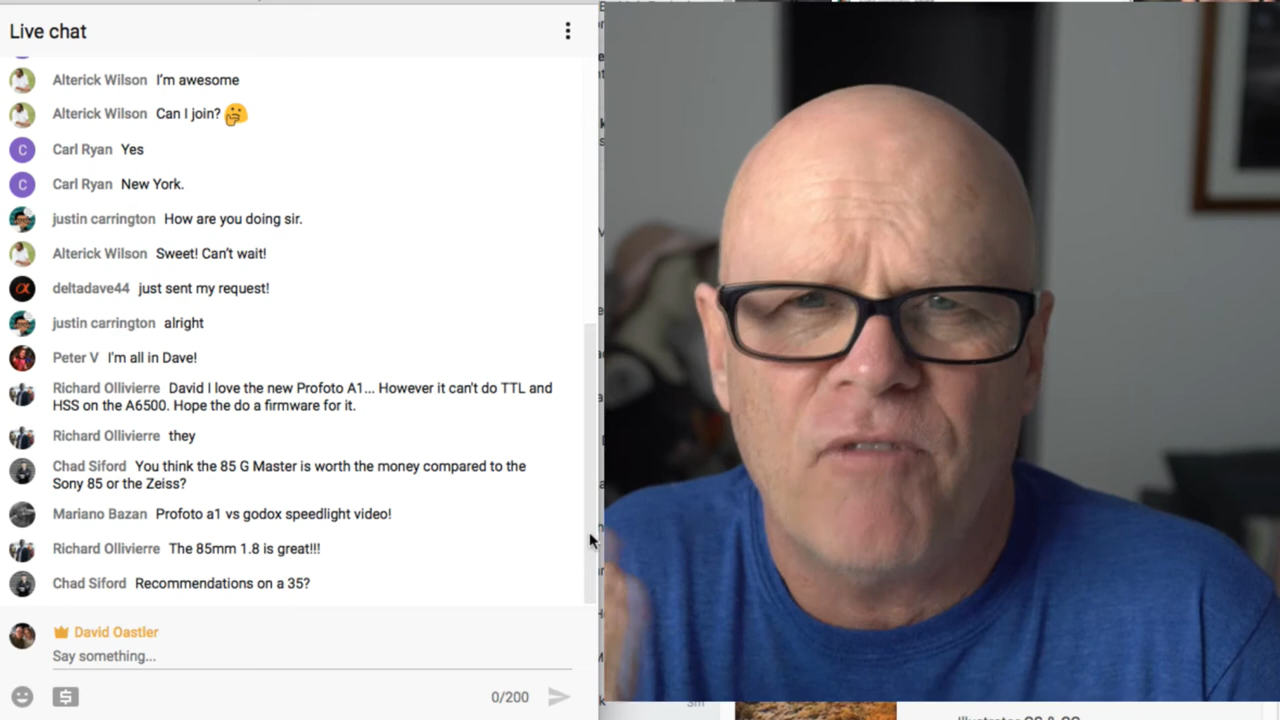 Live chat
Alterick Wilson I'm awesome
Alterick Wilson Can I join? 🤔
C Carl Ryan Yes
C Carl Ryan New York.
justin carrington How are you doing sir.
Alterick Wilson Sweet! Can't wait!
deltadave44 just sent my request!
justin carrington alright
Peter V I'm all in Dave!
Richard Ollivierre David I love the new Profoto A1... However it can't do TTL and
HSS on the A6500. Hope the do a firmware for it.
Richard Ollivierre they
Chad Siford You think the 85 G Master is worth the money compared to the
Sony 85 or the Zeiss?
Mariano Bazan Profoto a1 vs godox speedlight video!
Richard Ollivierre The 85mm 1.8 is great!!!
Chad Siford Recommendations on a 35?
David Oastler
Say something...
0/200
3m